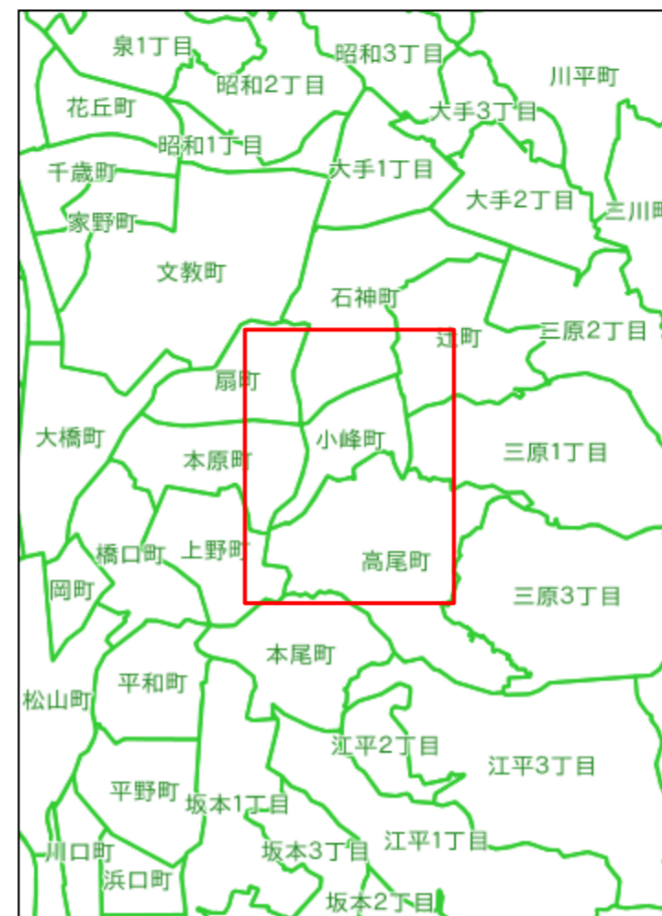 泉1丁目
昭和3丁目
川平町
昭和2丁目
花丘町
大手3丁目
昭和1丁目
千歳町
大手1丁目
大手2丁目
三川町
家野町
文教町
石神町
三原2丁目
辻町
扇町
大橋町
小峰町
三原1丁目
本原町
橋口町
上野町
高尾町
岡町
三原3丁目
本尾町
平和町
松山町
江平2丁目
江平3丁目
平野町
坂本1丁目
江平1丁目
川口町
坂本3丁目
浜口町
坂本2丁目